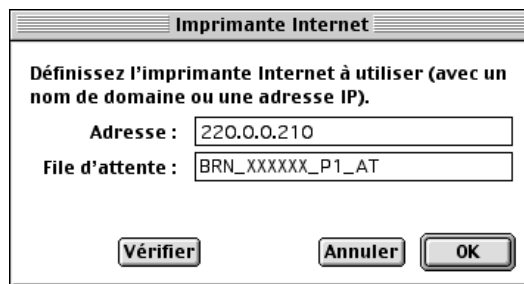 Imprimante Internet
Définissez l'imprimante Internet à utiliser (avec un
nom de domaine ou une adresse IP).
Adresse : 220.0.0.210
File d'attente : BRN_XXXXXX_P1_AT
Vérifier Annuler OK